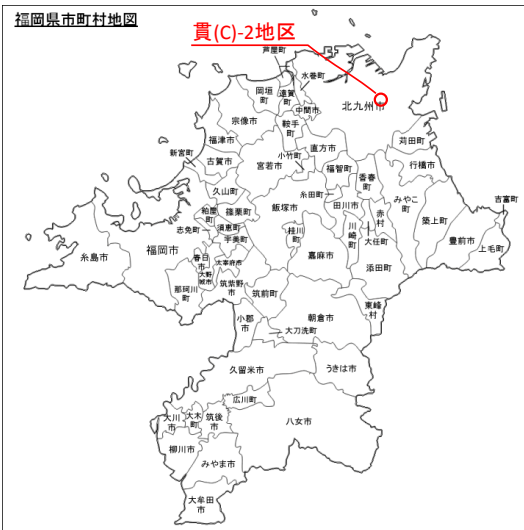 福岡県市町村地図
貫(C)-2地区
芦屋町
水巻町
岡垣町
遠賀町
中間市
北九州市
宗像市
鞍手町
福津市
直方市
苅田町
新宮町
古賀市
宮若市
小竹町
福智町
香春町
行橋市
久山町
糸田町
みやこ町
吉富町
粕屋町
篠栗町
飯塚市
田川市
赤村
築上町
志免町
須恵町
桂川町
川崎町
大任町
豊前市
上毛町
福岡市
宇美町
糸島市
春日市
大野城市
太宰府市
嘉麻市
添田町
那珂川町
筑紫野市
筑前町
東峰村
小郡市
朝倉市
大刀洗町
久留米市
うきは市
広川町
大川市
大木町
筑後市
八女市
柳川市
みやま市
大牟田市